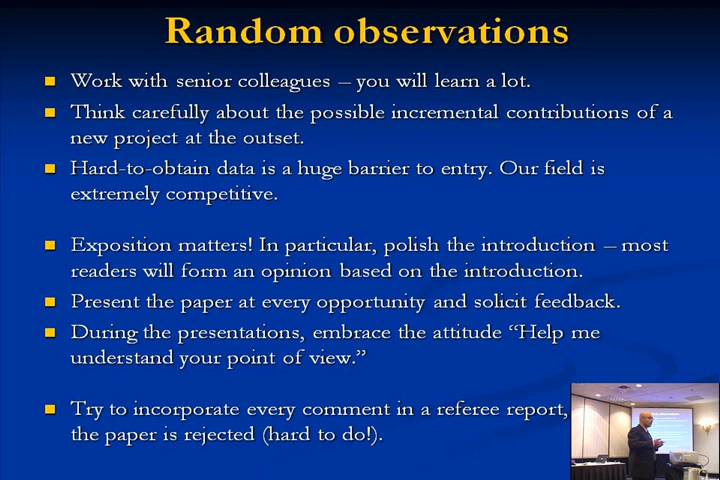 Random observations
Work with senior colleagues – you will learn a lot.
Think carefully about the possible incremental contributions of a
new project at the outset.
Hard-to-obtain data is a huge barrier to entry. Our field is
extremely competitive.
Exposition matters! In particular, polish the introduction – most
readers will form an opinion based on the introduction.
Present the paper at every opportunity and solicit feedback.
During the presentations, embrace the attitude “Help me
understand your point of view.”
Try to incorporate every comment in a referee report,
the paper is rejected (hard to do!).